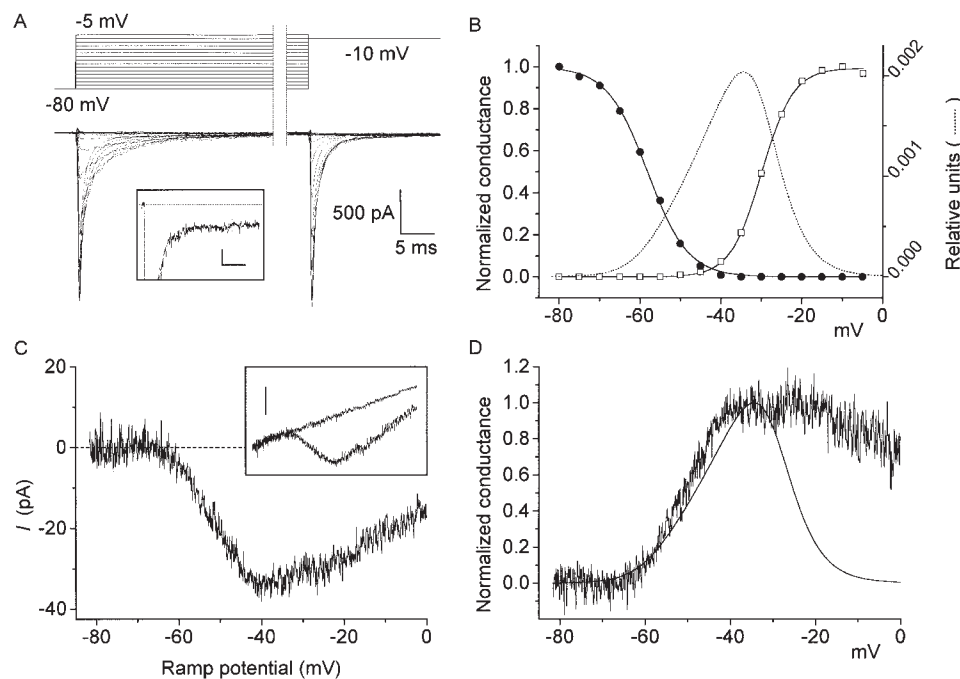 A
-5 mV
-10 mV
-80 mV
500 pA
5 ms
B
Normalized conductance
1.0
0.8
0.6
0.4
0.2
0.0
-80
-60
-40
-20
0
mV
0.002
0.001
0.000
Relative units (       )
C
I (pA)
20
0
-20
-40
-80
-60
-40
-20
0
Ramp potential (mV)
D
Normalized conductance
1.2
1.0
0.8
0.6
0.4
0.2
0.0
-80
-60
-40
-20
0
mV